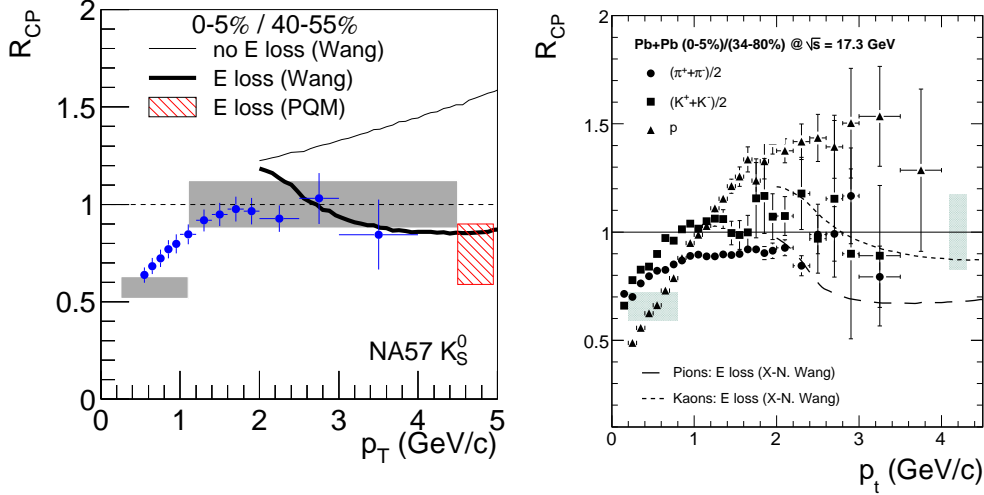 R_CP
2
1.5
1
0.5
0
0-5% / 40-55%
no E loss (Wang)
E loss (Wang)
E loss (PQM)
NA57 K_S^0
0 1 2 3 4 5
p_T (GeV/c)
R_CP
2
1.5
1
0.5
0
Pb+Pb (0-5%)/(34-80%) @ √s = 17.3 GeV
(π⁺+π⁻)/2
(K⁺+K⁻)/2
p
Pions: E loss (X-N. Wang)
Kaons: E loss (X-N. Wang)
0 1 2 3 4
p_t (GeV/c)